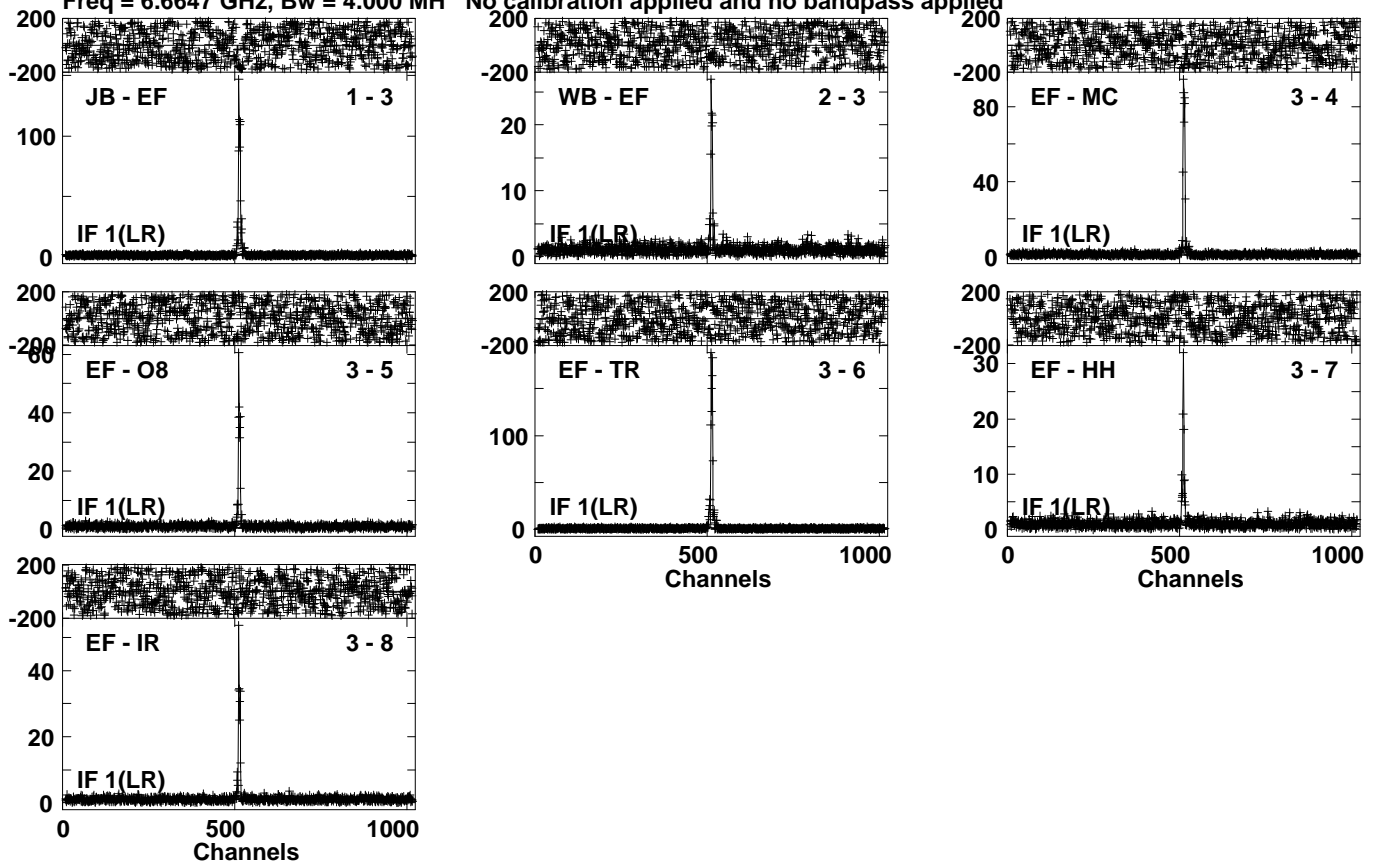 Freq = 6.6647 GHz, Bw = 4.000 MH No calibration applied and no bandpass applied
200
-200
JB - EF 1 - 3
100
IF 1(LR)
0
200
-200
WB - EF 2 - 3
20
10
IF 1(LR)
0
200
-200
EF - MC 3 - 4
80
40
IF 1(LR)
0
200
-200
60
EF - O8 3 - 5
40
20
IF 1(LR)
0
200
-200
EF - TR 3 - 6
100
IF 1(LR)
0
0 500 1000
Channels
200
-200
30
EF - HH 3 - 7
20
10
IF 1(LR)
0
0 500 1000
Channels
200
-200
EF - IR 3 - 8
40
20
IF 1(LR)
0
0 500 1000
Channels